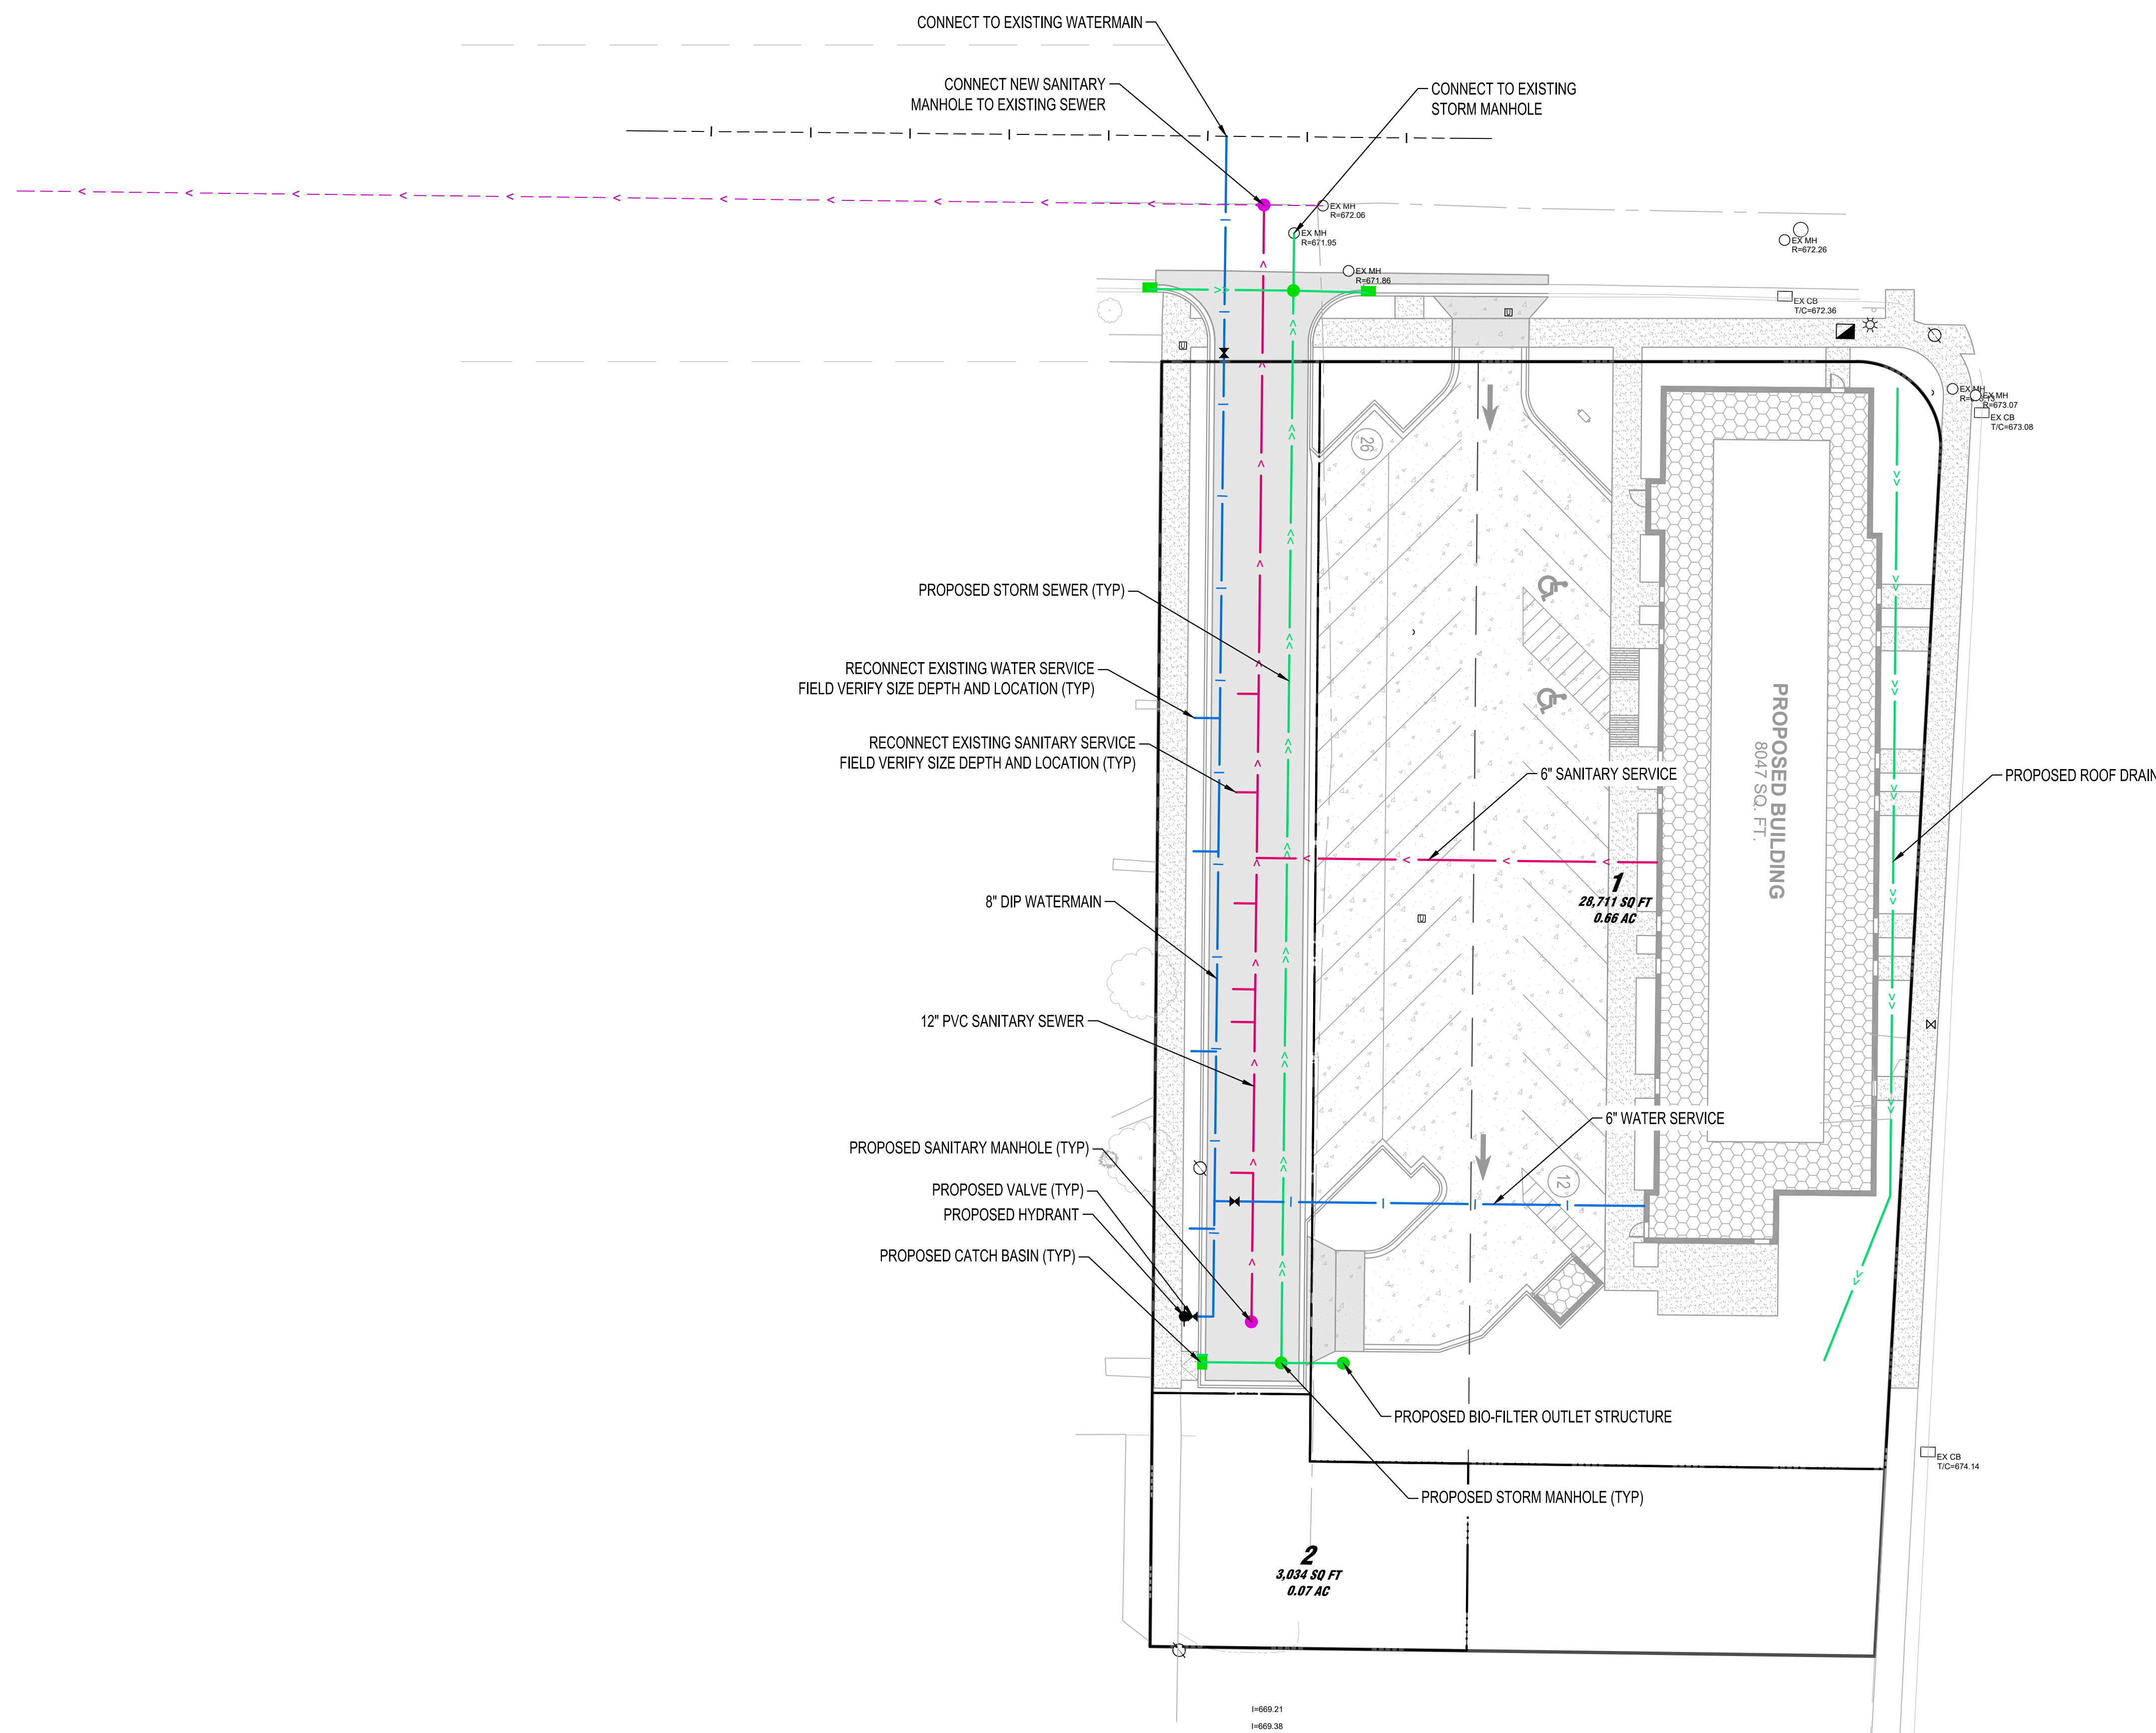 CONNECT TO EXISTING WATERMAIN
CONNECT NEW SANITARY
MANHOLE TO EXISTING SEWER
CONNECT TO EXISTING
STORM MANHOLE
EX MH
R=672.06
EX MH
R=671.95
EX MH
R=672.26
EX MH
R=671.86
EX CB
T/C=672.36
EX MH
EX MH
R=673.07
EX CB
T/C=673.08
26
PROPOSED STORM SEWER (TYP)
RECONNECT EXISTING WATER SERVICE
FIELD VERIFY SIZE DEPTH AND LOCATION (TYP)
RECONNECT EXISTING SANITARY SERVICE
FIELD VERIFY SIZE DEPTH AND LOCATION (TYP)
6" SANITARY SERVICE
PROPOSED BUILDING
8047 SQ. FT.
PROPOSED ROOF DRAIN
1
28,711 SQ FT
0.66 AC
8" DIP WATERMAIN
12" PVC SANITARY SEWER
6" WATER SERVICE
PROPOSED SANITARY MANHOLE (TYP)
12
PROPOSED VALVE (TYP)
PROPOSED HYDRANT
PROPOSED CATCH BASIN (TYP)
PROPOSED BIO-FILTER OUTLET STRUCTURE
EX CB
T/C=674.14
PROPOSED STORM MANHOLE (TYP)
2
3,034 SQ FT
0.07 AC
I=669.21
I=669.38